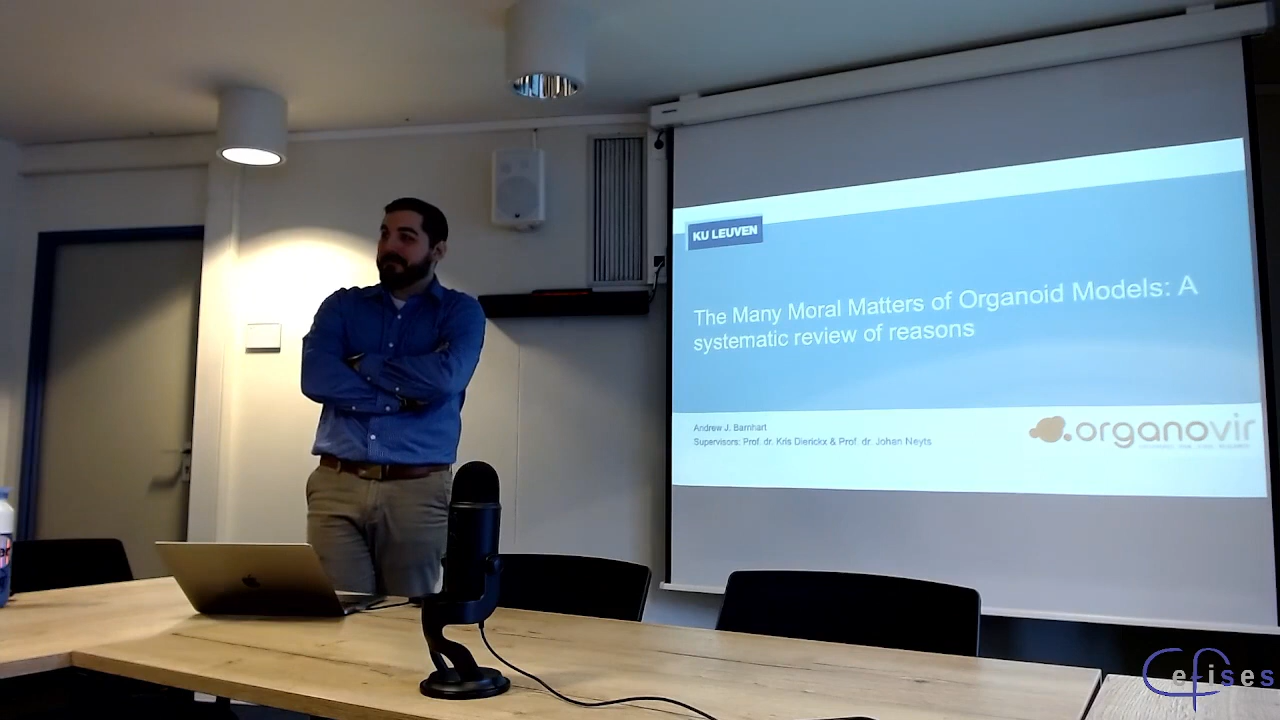 KU LEUVEN
The Many Moral Matters of Organoid Models: A
systematic review of reasons
Andrew J. Barnhart
Supervisors: Prof. dr. Kris Dierickx & Prof. dr. Johan Neyts
organovir
Cefises